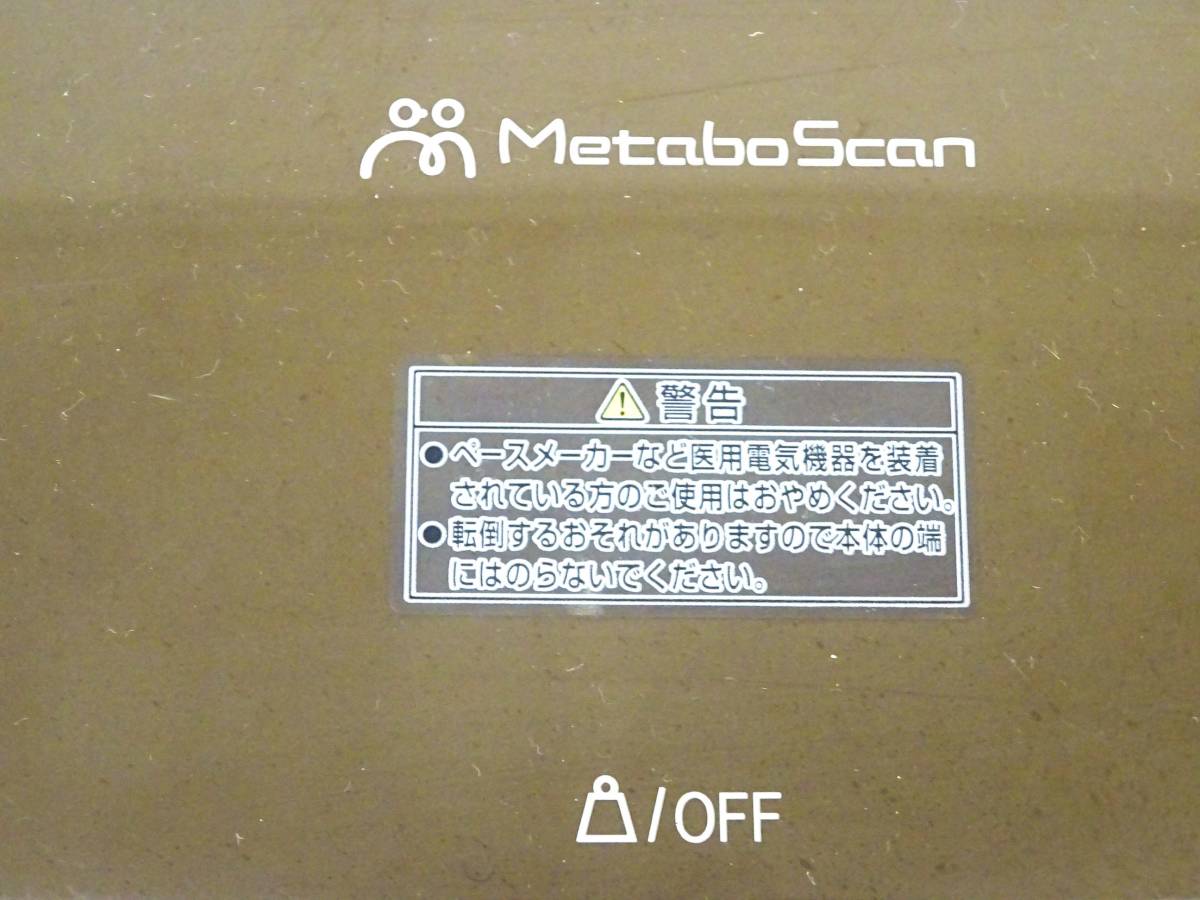 MetaboScan
警告
●ペースメーカーなど医用電気機器を装着
されている方のご使用はおやめください。
●転倒するおそれがありますので本体の端
にはのらないでください。
/OFF